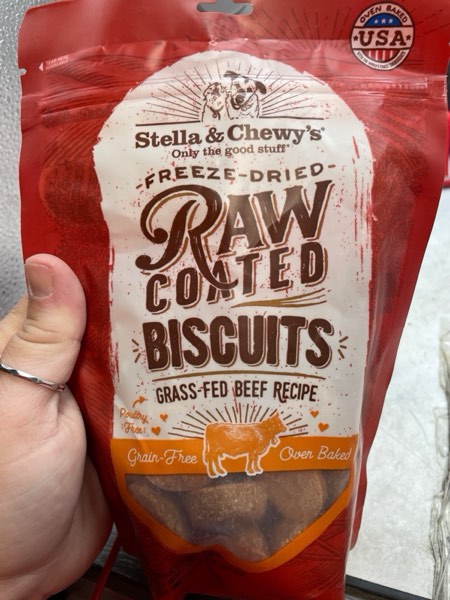 OVEN BAKED
USA
Stella & Chewy's®
Only the good stuff®
-FREEZE-DRIED-
RAW
COATED
BISCUITS
GRASS-FED BEEF RECIPE
Poultry
Free!
Grain-Free
Oven Baked